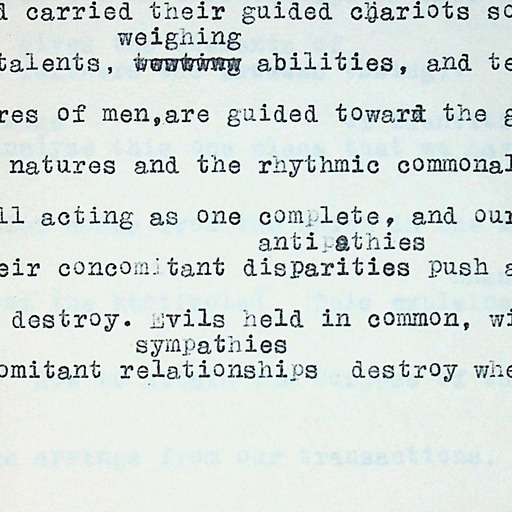 d carried their guided chariots so
weighing
talents, abilities, and te
res of men,are guided toward the g
natures and the rhythmic commonal
ll acting as one complete, and our
antipathies
eir concomitant disparities push a
destroy. Evils held in common, wi
sympathies
omitant relationships destroy whe